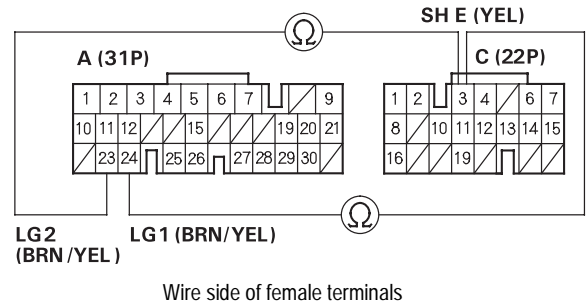 SH E (YEL)
Ω
A (31P)
C (22P)
1 2 3 4 5 6 7 9
10 11 12 15 19 20 21
23 24 25 26 27 28 29 30
1 2 3 4 6 7
8 10 11 12 13 14 15
16 19
Ω
LG2
(BRN/YEL)
LG1 (BRN/YEL)
Wire side of female terminals